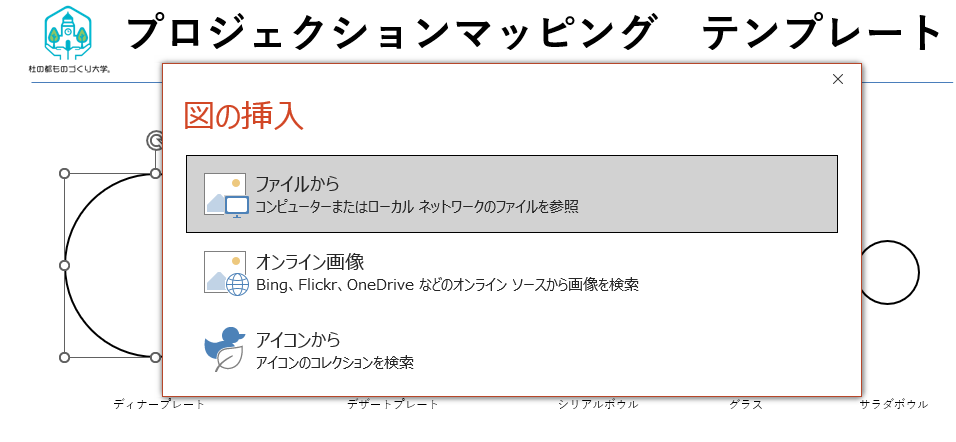 プロジェクションマッピング　テンプレート
杜の都ものづくり大学。
図の挿入
ファイルから
コンピューターまたはローカル ネットワークのファイルを参照
オンライン画像
Bing、Flickr、OneDrive などのオンライン ソースから画像を検索
アイコンから
アイコンのコレクションを検索
ディナープレート　デザートプレート　シリアルボウル　グラス　サラダボウル